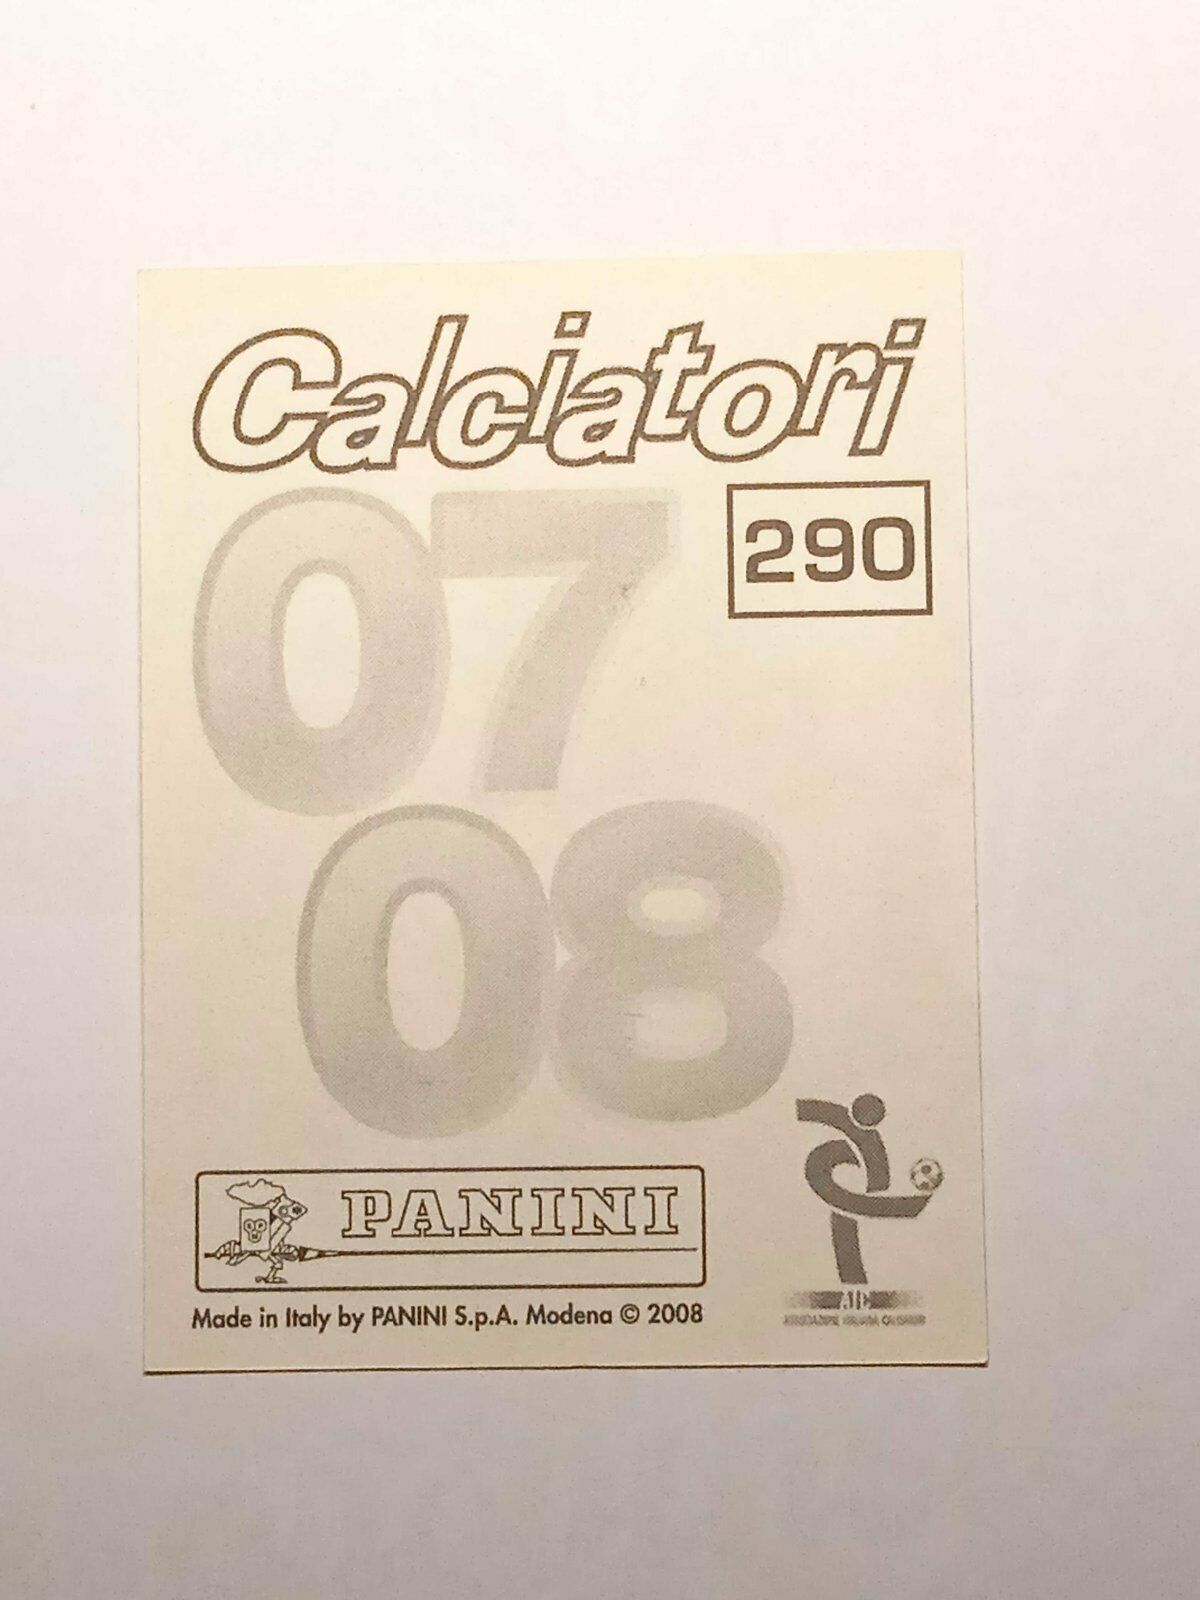 Calciatori
07
290
08
PANINI
Made in Italy by PANINI S.p.A. Modena © 2008